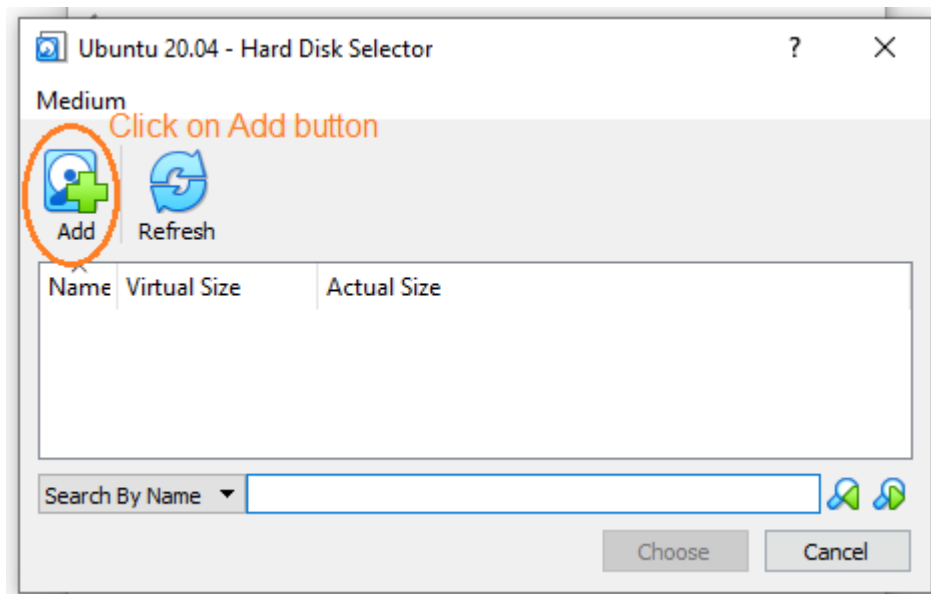 Ubuntu 20.04 - Hard Disk Selector ?
Medium
Click on Add button
Add Refresh
Name Virtual Size Actual Size
Search By Name
Choose Cancel